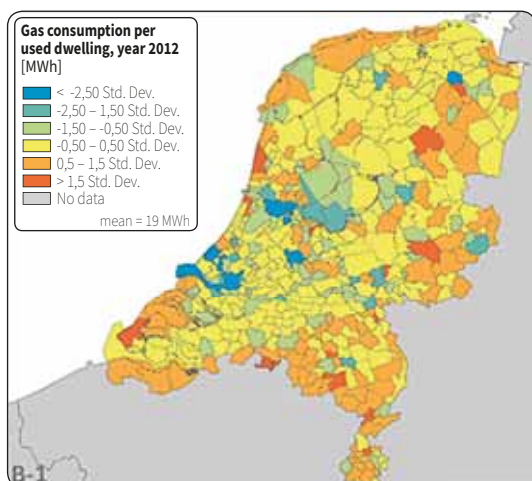 Gas consumption per
used dwelling, year 2012
[MWh]
< -2,50 Std. Dev.
-2,50 – 1,50 Std. Dev.
-1,50 – -0,50 Std. Dev.
-0,50 – 0,50 Std. Dev.
0,5 – 1,5 Std. Dev.
> 1,5 Std. Dev.
No data
mean = 19 MWh
B-1